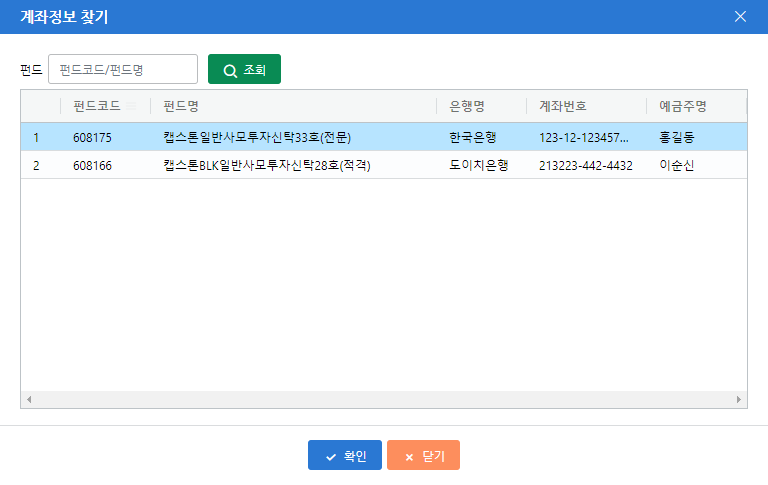 계좌정보 찾기
펀드 펀드코드/펀드명 조회
펀드코드 펀드명 은행명 계좌번호 예금주명
1 608175 캡스톤일반사모투자신탁33호(전문) 한국은행 123-12-123457... 홍길동
2 608166 캡스톤BLK일반사모투자신탁28호(적격) 도이치은행 213223-442-4432 이순신
확인 닫기